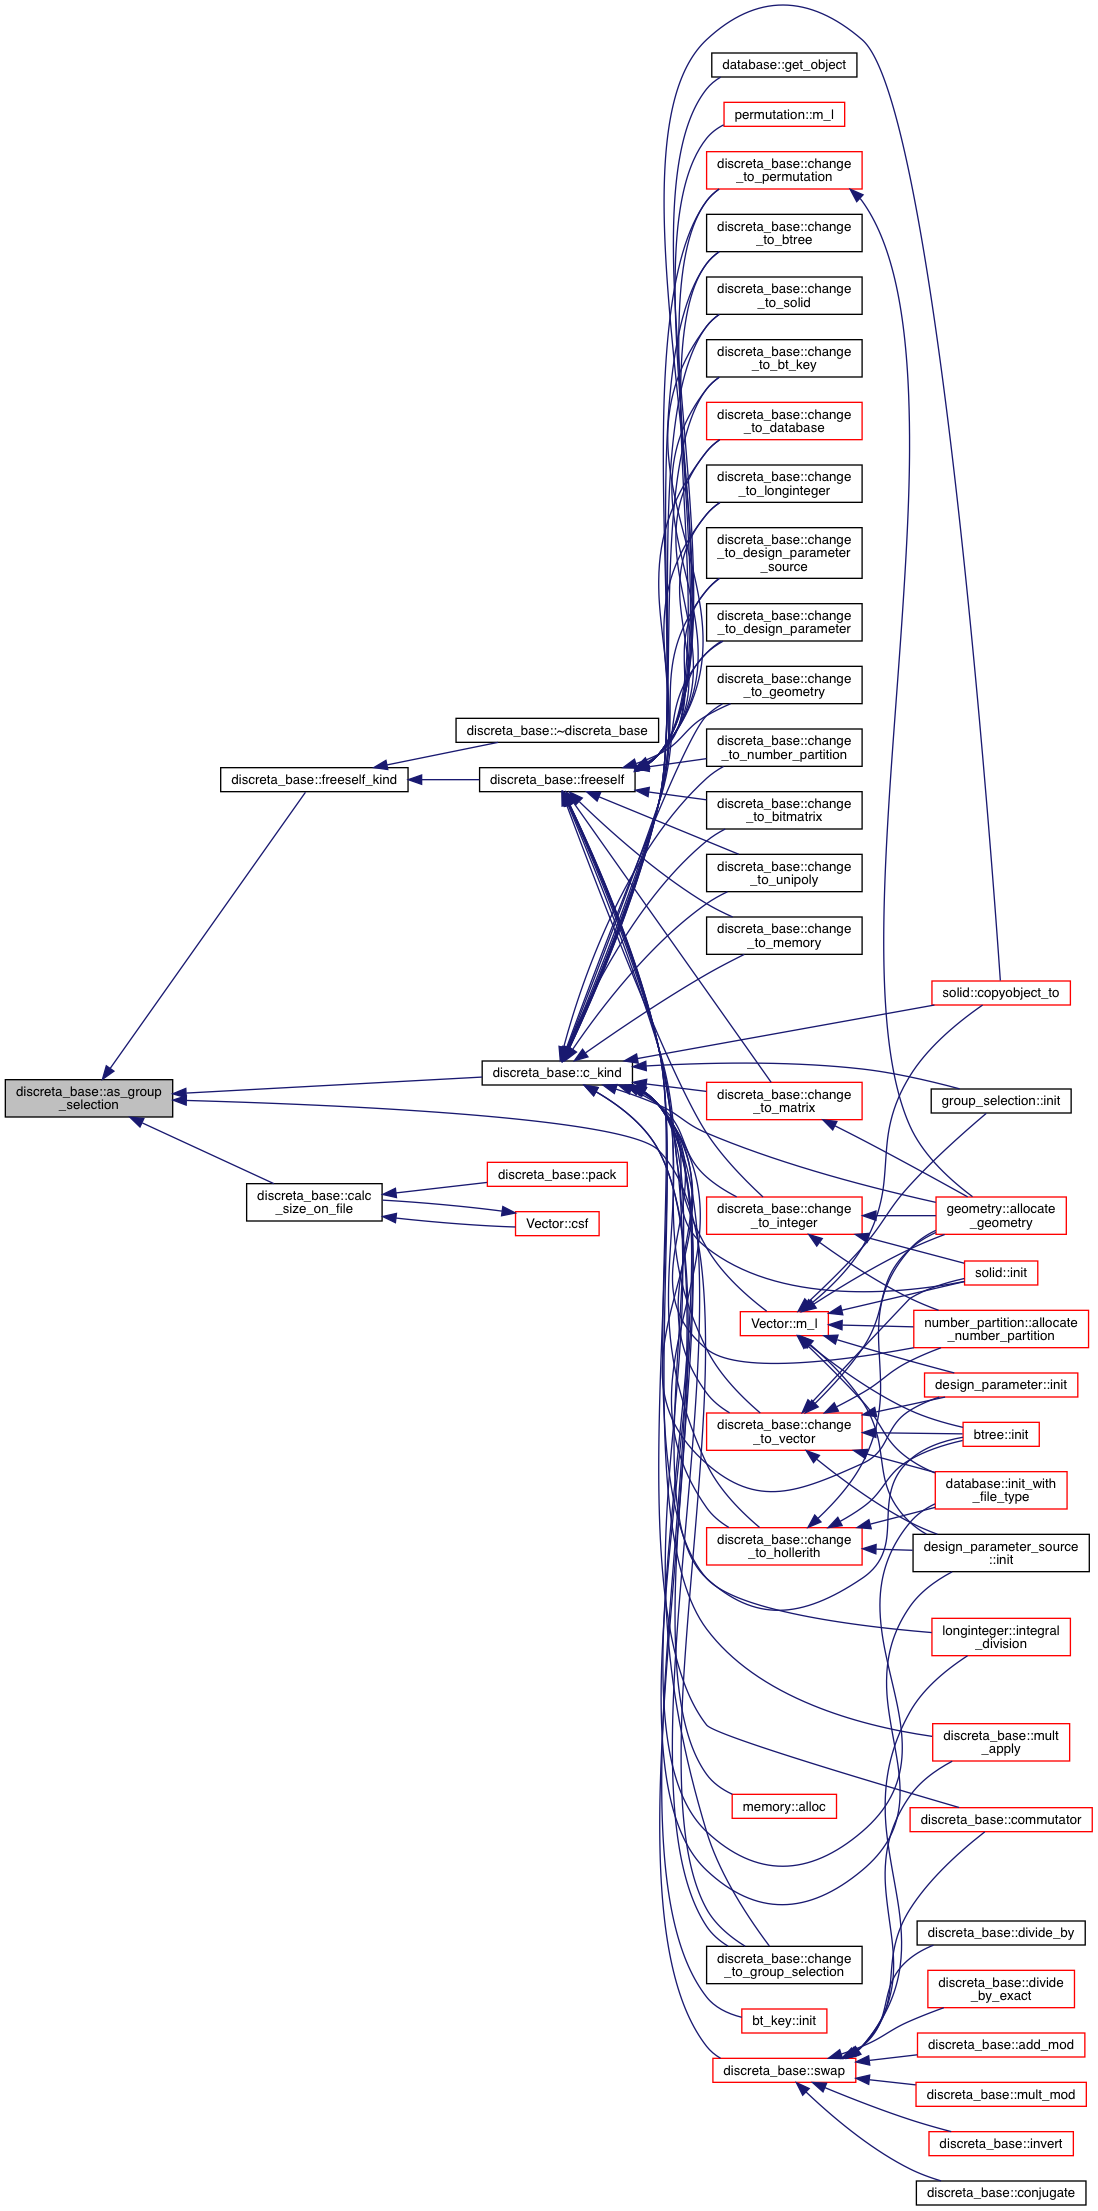 database::get_object
permutation::m_l
discreta_base::change
_to_permutation
discreta_base::change
_to_btree
discreta_base::change
_to_solid
discreta_base::change
_to_bt_key
discreta_base::change
_to_database
discreta_base::change
_to_longinteger
discreta_base::change
_to_design_parameter
_source
discreta_base::change
_to_design_parameter
discreta_base::change
_to_geometry
discreta_base::~discreta_base
discreta_base::change
_to_number_partition
discreta_base::freeself_kind
discreta_base::freeself
discreta_base::change
_to_bitmatrix
discreta_base::change
_to_unipoly
discreta_base::change
_to_memory
solid::copyobject_to
discreta_base::c_kind
discreta_base::as_group
_selection
discreta_base::change
_to_matrix
group_selection::init
discreta_base::pack
discreta_base::calc
_size_on_file
Vector::csf
discreta_base::change
_to_integer
geometry::allocate
_geometry
solid::init
Vector::m_l
number_partition::allocate
_number_partition
design_parameter::init
discreta_base::change
_to_vector
btree::init
database::init_with
_file_type
discreta_base::change
_to_hollerith
design_parameter_source
::init
longinteger::integral
_division
discreta_base::mult
_apply
memory::alloc
discreta_base::commutator
discreta_base::divide_by
discreta_base::change
_to_group_selection
discreta_base::divide
_by_exact
bt_key::init
discreta_base::add_mod
discreta_base::swap
discreta_base::mult_mod
discreta_base::invert
discreta_base::conjugate